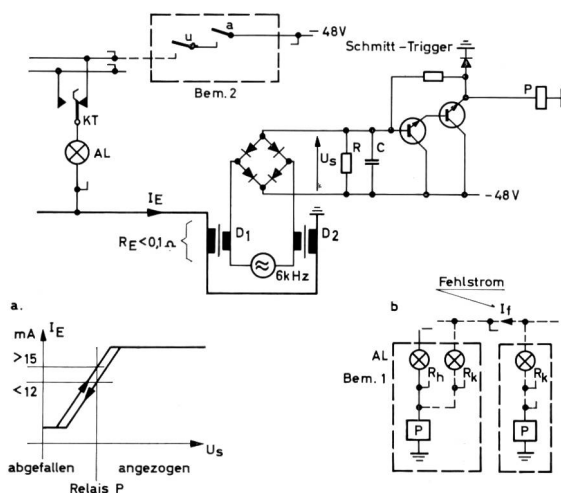 a
u
-48V
Bem.2
Schmitt-Trigger
P
KT
AL
Us
R
C
-48V
IE
RE<0,1Ω
D1
D2
6kHz
a.
mA
IE
>15
<12
Us
abgefallen
angezogen
Relais P
Fehlstrom
b
If
AL
Bem.1
Rh
Rk
Rk
P
P